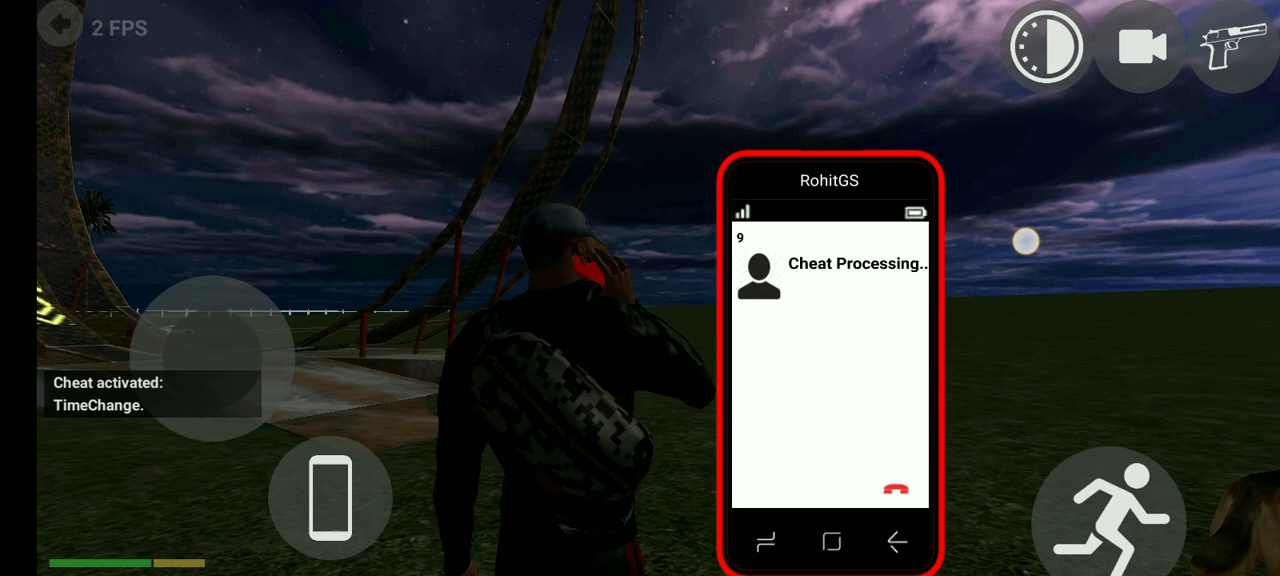 2 FPS
RohitGS
9
Cheat Processing..
Cheat activated:
TimeChange.